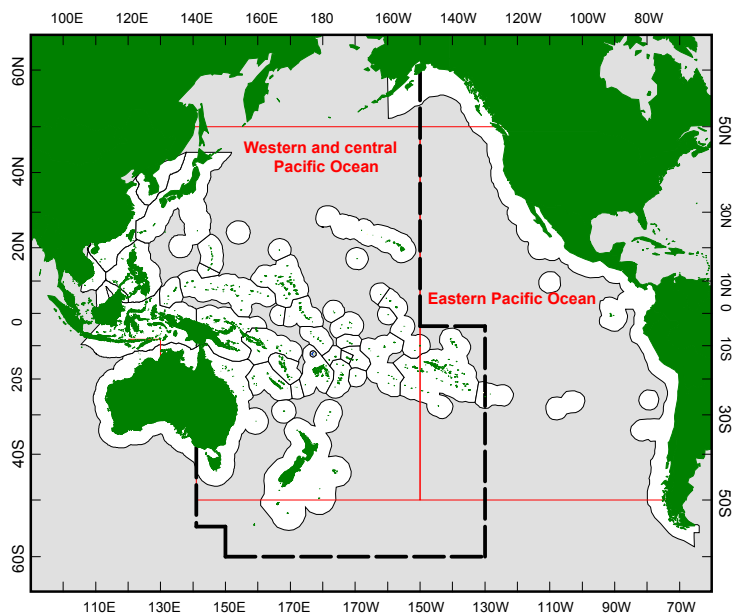 100E 120E 140E 160E 180 160W 140W 120W 100W 80W
60N
50N
Western and central
Pacific Ocean
40N
30N
20N
10N
Eastern Pacific Ocean
0
0
10S
20S
30S
40S
50S
60S
110E 130E 150E 170E 170W 150W 130W 110W 90W 70W